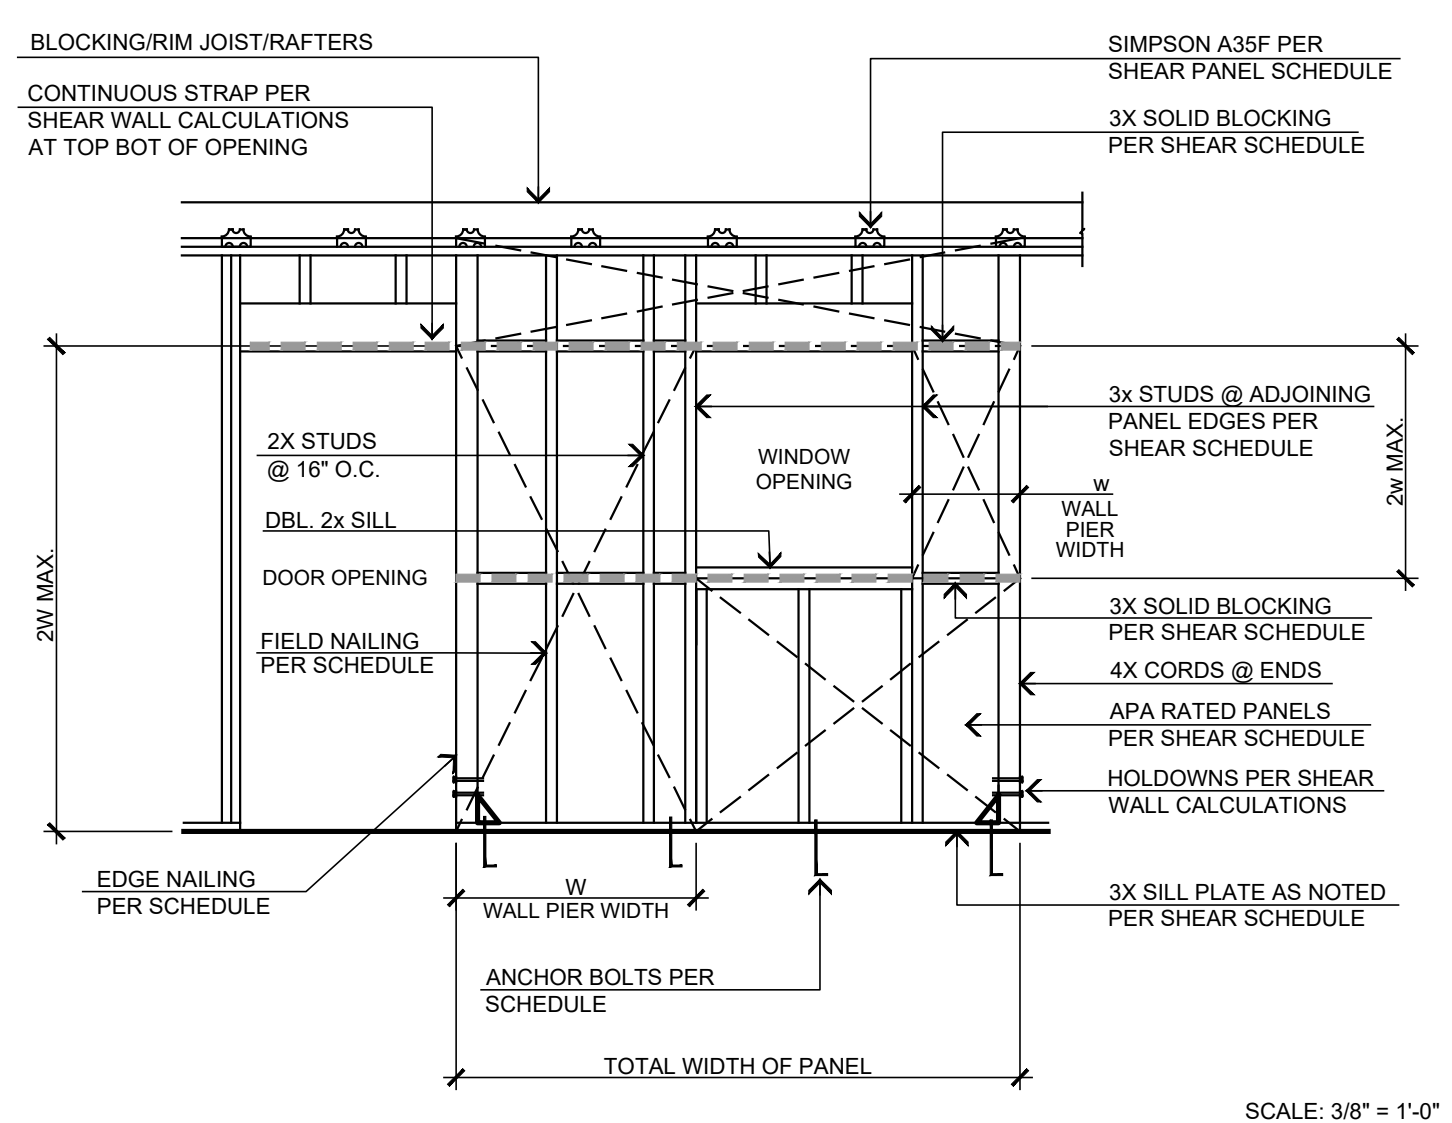 BLOCKING/RIM JOIST/RAFTERS
CONTINUOUS STRAP PER
SHEAR WALL CALCULATIONS
AT TOP BOT OF OPENING
SIMPSON A35F PER
SHEAR PANEL SCHEDULE
3X SOLID BLOCKING
PER SHEAR SCHEDULE
3x STUDS @ ADJOINING
PANEL EDGES PER
SHEAR SCHEDULE
2w MAX.
2X STUDS
@ 16" O.C.
WINDOW
OPENING
w
WALL
PIER
WIDTH
DBL. 2x SILL
DOOR OPENING
2W MAX.
FIELD NAILING
PER SCHEDULE
3X SOLID BLOCKING
PER SHEAR SCHEDULE
4X CORDS @ ENDS
APA RATED PANELS
PER SHEAR SCHEDULE
HOLDOWNS PER SHEAR
WALL CALCULATIONS
EDGE NAILING
PER SCHEDULE
W
WALL PIER WIDTH
3X SILL PLATE AS NOTED
PER SHEAR SCHEDULE
ANCHOR BOLTS PER
SCHEDULE
TOTAL WIDTH OF PANEL
SCALE: 3/8" = 1'-0"